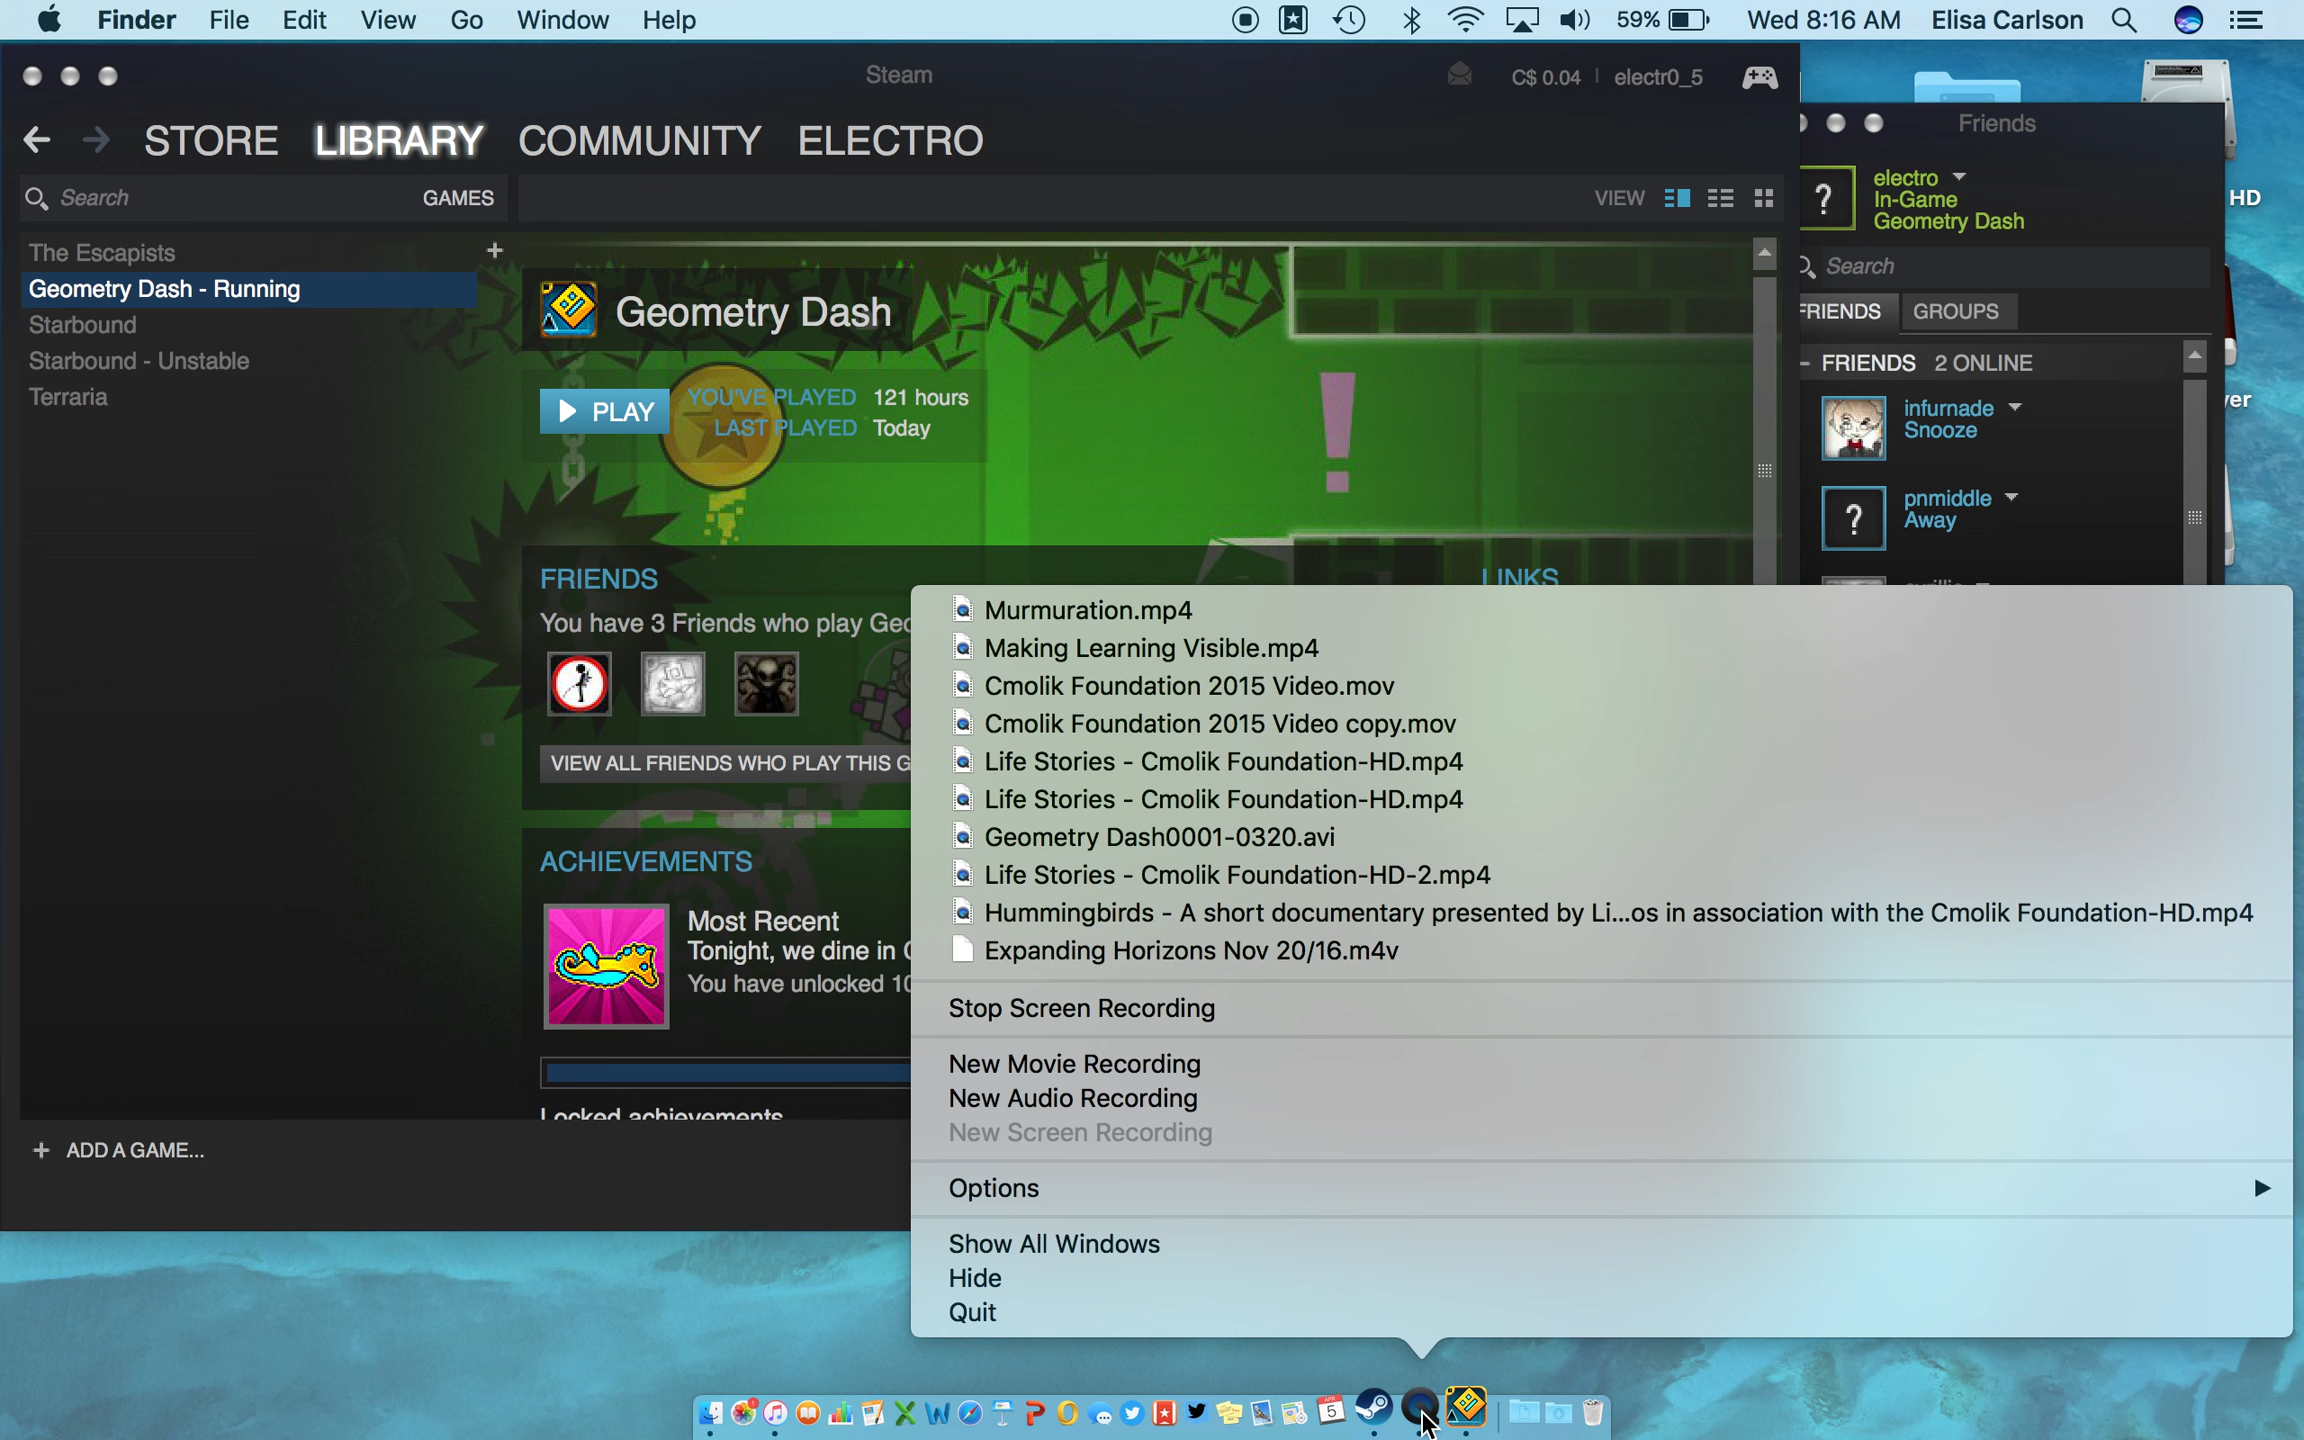 Finder File Edit View Go Window Help 59% Wed 8:16 AM Elisa Carlson
Steam
C$ 0.04 electr0_5
STORE LIBRARY COMMUNITY ELECTRO
Search GAMES
VIEW
The Escapists
Geometry Dash - Running
Starbound
Starbound - Unstable
Terraria
+ ADD A GAME...
Geometry Dash
PLAY
YOU'VE PLAYED 121 hours
LAST PLAYED Today
FRIENDS
You have 3 Friends who play Geo
VIEW ALL FRIENDS WHO PLAY THIS G
LINKS
ACHIEVEMENTS
Most Recent
Tonight, we dine in
You have unlocked 10
Locked achievements
Friends
electro
In-Game
Geometry Dash
Search
FRIENDS GROUPS
FRIENDS 2 ONLINE
infurnade
Snooze
pnmiddle
Away
HD
ver
Murmuration.mp4
Making Learning Visible.mp4
Cmolik Foundation 2015 Video.mov
Cmolik Foundation 2015 Video copy.mov
Life Stories - Cmolik Foundation-HD.mp4
Life Stories - Cmolik Foundation-HD.mp4
Geometry Dash0001-0320.avi
Life Stories - Cmolik Foundation-HD-2.mp4
Hummingbirds - A short documentary presented by Li...os in association with the Cmolik Foundation-HD.mp4
Expanding Horizons Nov 20/16.m4v
Stop Screen Recording
New Movie Recording
New Audio Recording
New Screen Recording
Options
Show All Windows
Hide
Quit
5